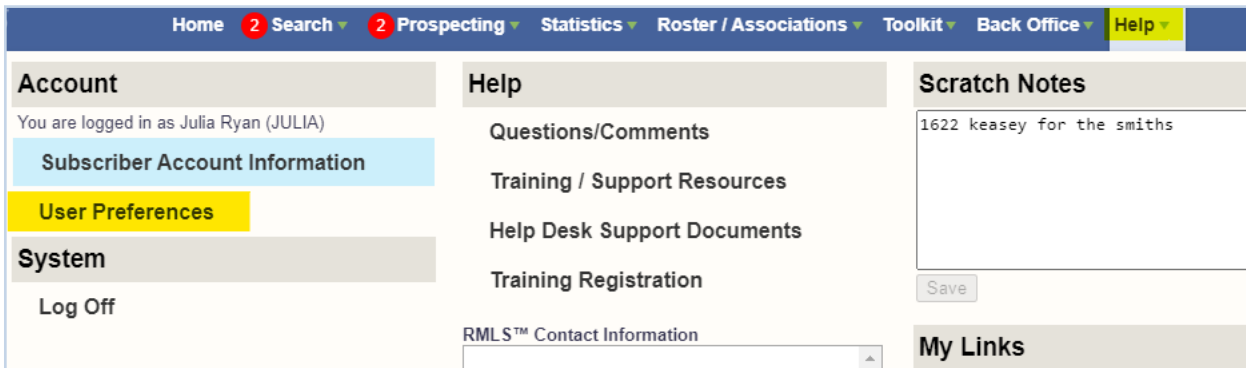 Home 2 Search 2 Prospecting Statistics Roster / Associations Toolkit Back Office Help
Account
You are logged in as Julia Ryan (JULIA)
Subscriber Account Information
User Preferences
System
Log Off
Help
Questions/Comments
Training / Support Resources
Help Desk Support Documents
Training Registration
RMLS™ Contact Information
Scratch Notes
1622 keasey for the smiths
Save
My Links